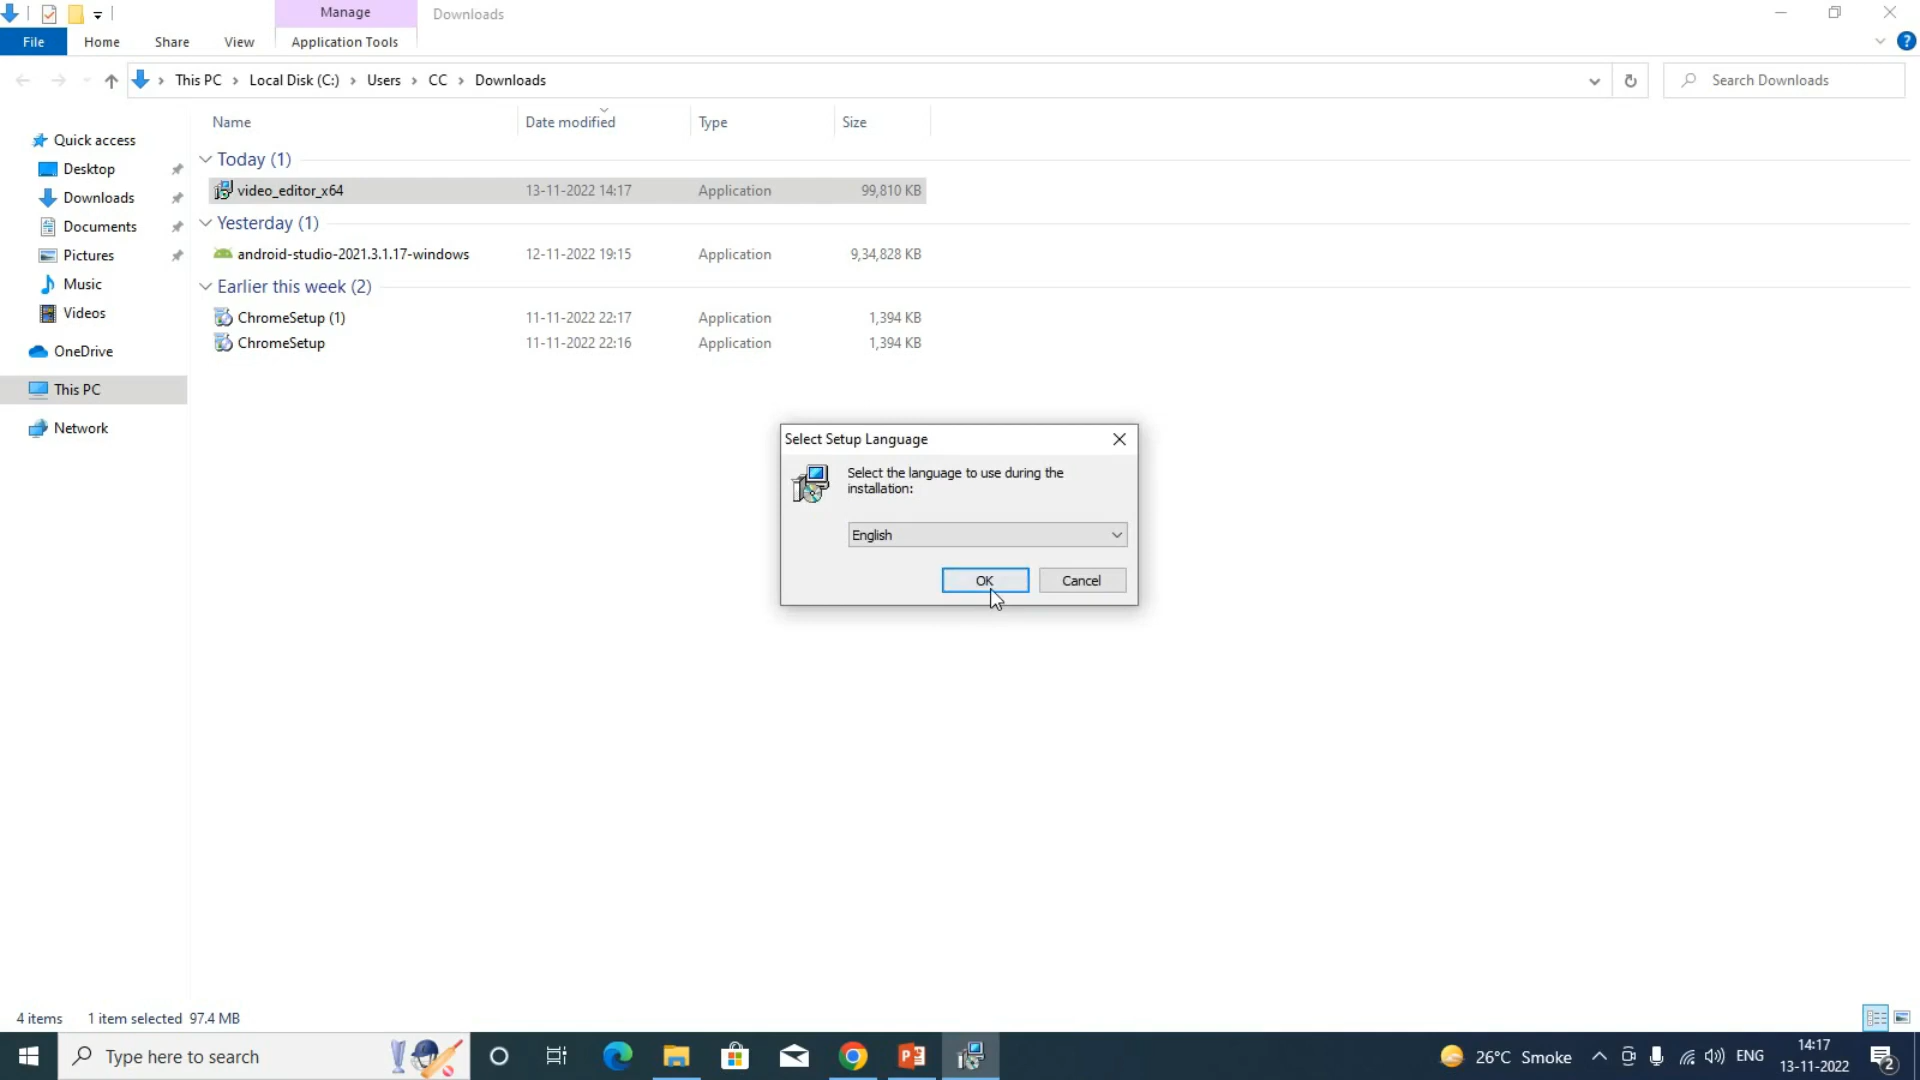 Manage
Downloads
File
Home
Share
View
Application Tools
This PC
Local Disk (C:)
Users
CC
Downloads
Search Downloads
Name
Date modified
Type
Size
Quick access
Desktop
Downloads
Documents
Pictures
Music
Videos
OneDrive
This PC
Network
Today (1)
video_editor_x64 13-11-2022 14:17 Application 99,810 KB
Yesterday (1)
android-studio-2021.3.1.17-windows 12-11-2022 19:15 Application 9,34,828 KB
Earlier this week (2)
ChromeSetup (1) 11-11-2022 22:17 Application 1,394 KB
ChromeSetup 11-11-2022 22:16 Application 1,394 KB
Select Setup Language
Select the language to use during the
installation:
English
OK
Cancel
4 items 1 item selected 97.4 MB
Type here to search
26°C Smoke
ENG
14:17
13-11-2022
2